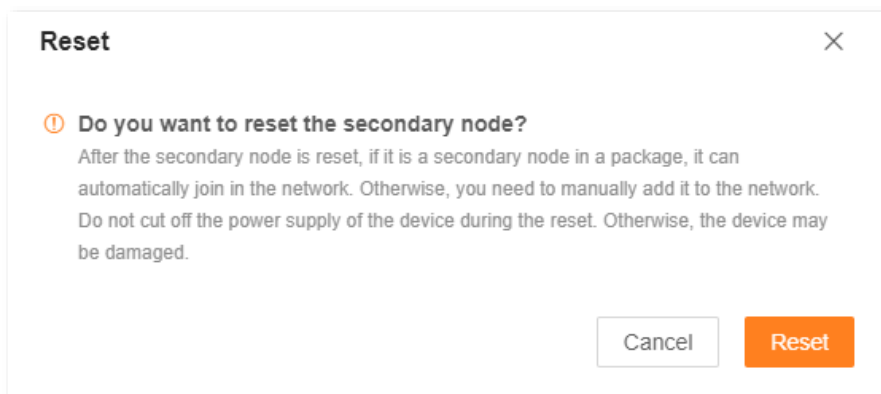 Reset
Do you want to reset the secondary node?
After the secondary node is reset, if it is a secondary node in a package, it can
automatically join in the network. Otherwise, you need to manually add it to the network.
Do not cut off the power supply of the device during the reset. Otherwise, the device may
be damaged.
Cancel
Reset